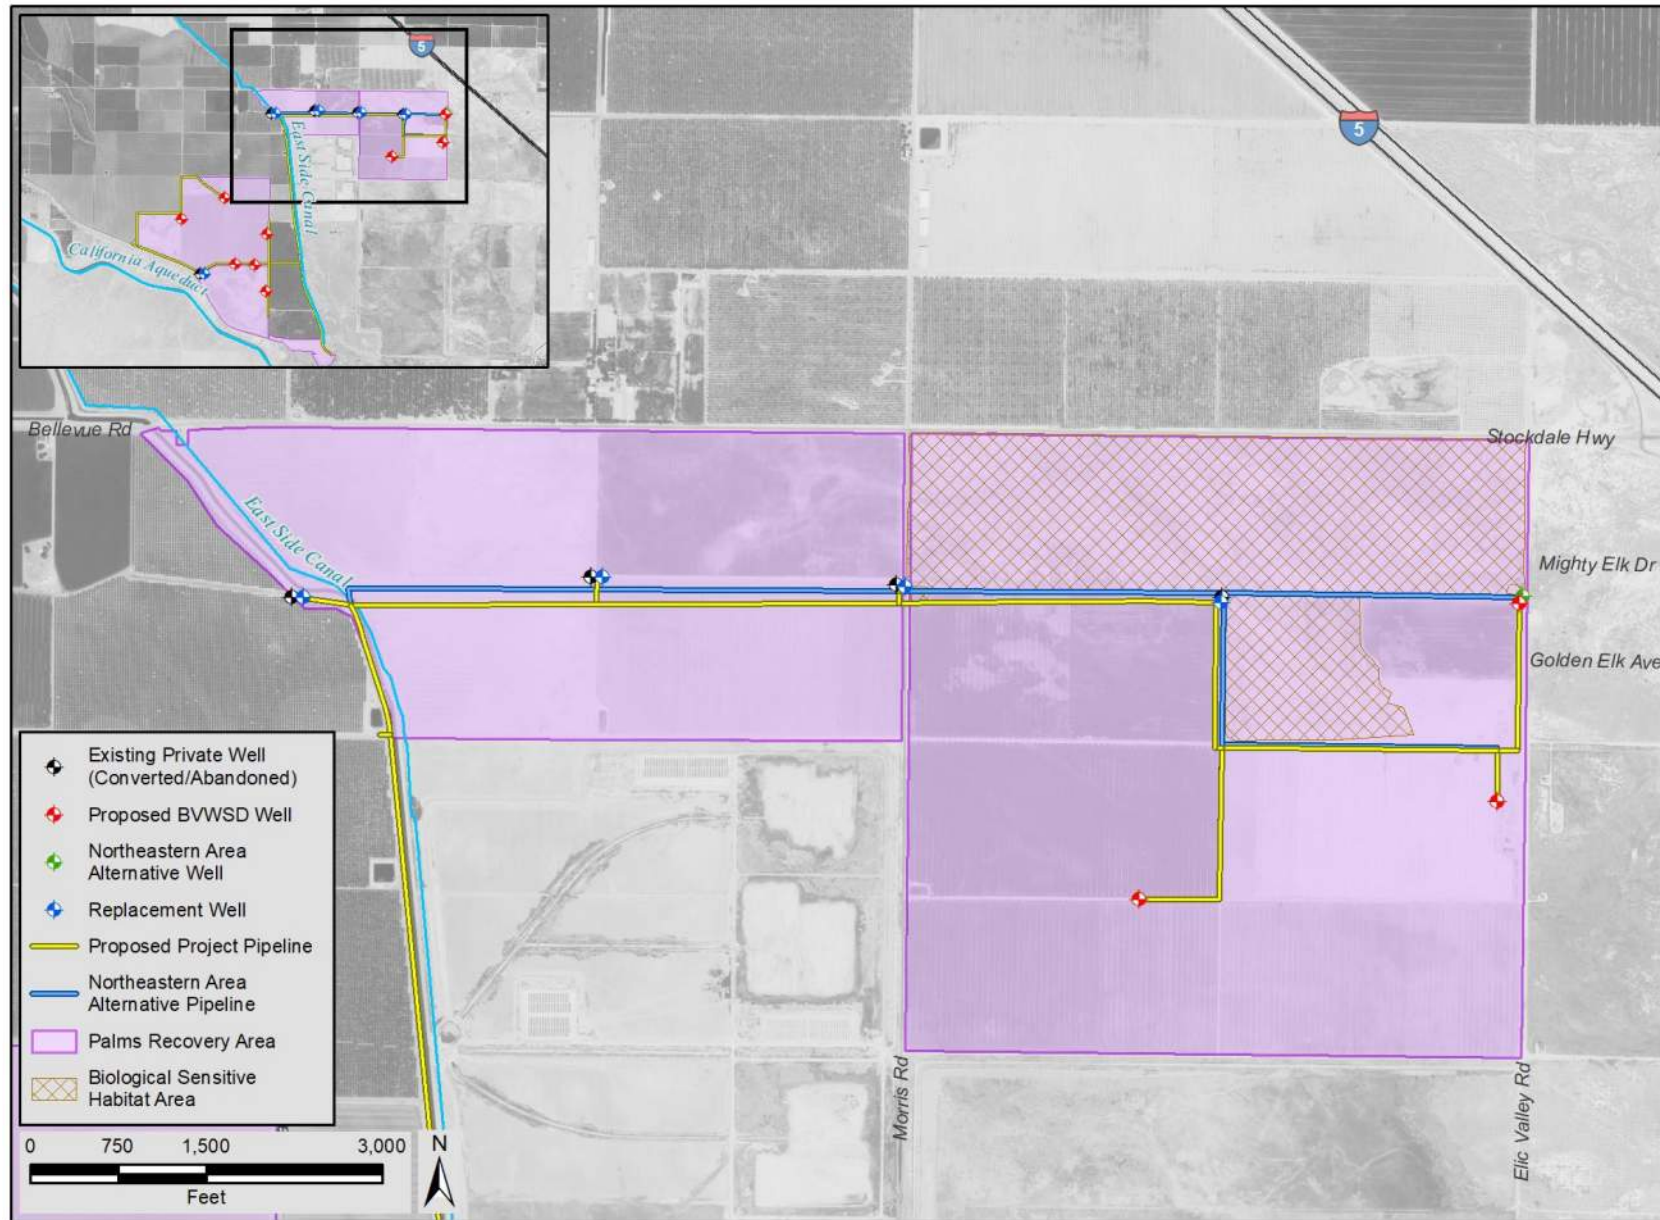 5
East Side Canal
California Aqueduct
5
Bellevue Rd
Stockdale Hwy
East Side Canal
Mighty Elk Dr
Golden Elk Ave
Existing Private Well
(Converted/Abandoned)
Proposed BVWSD Well
Northeastern Area
Alternative Well
Replacement Well
Proposed Project Pipeline
Northeastern Area
Alternative Pipeline
Palms Recovery Area
Biological Sensitive
Habitat Area
Morris Rd
Elic Valley Rd
0 750 1,500 3,000
Feet
N